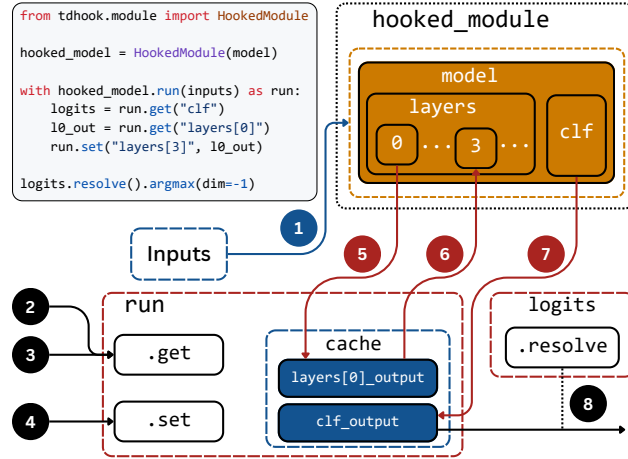 from tdhook.module import HookedModule
hooked_model = HookedModule(model)
with hooked_model.run(inputs) as run:
    logits = run.get("clf")
    l0_out = run.get("layers[0]")
    run.set("layers[3]", l0_out)
logits.resolve().argmax(dim=-1)
hooked_module
model
layers
0 ... 3 ...
clf
1
Inputs
5
6
7
2
3
4
run
.get
.set
cache
layers[0]_output
clf_output
logits
.resolve
8